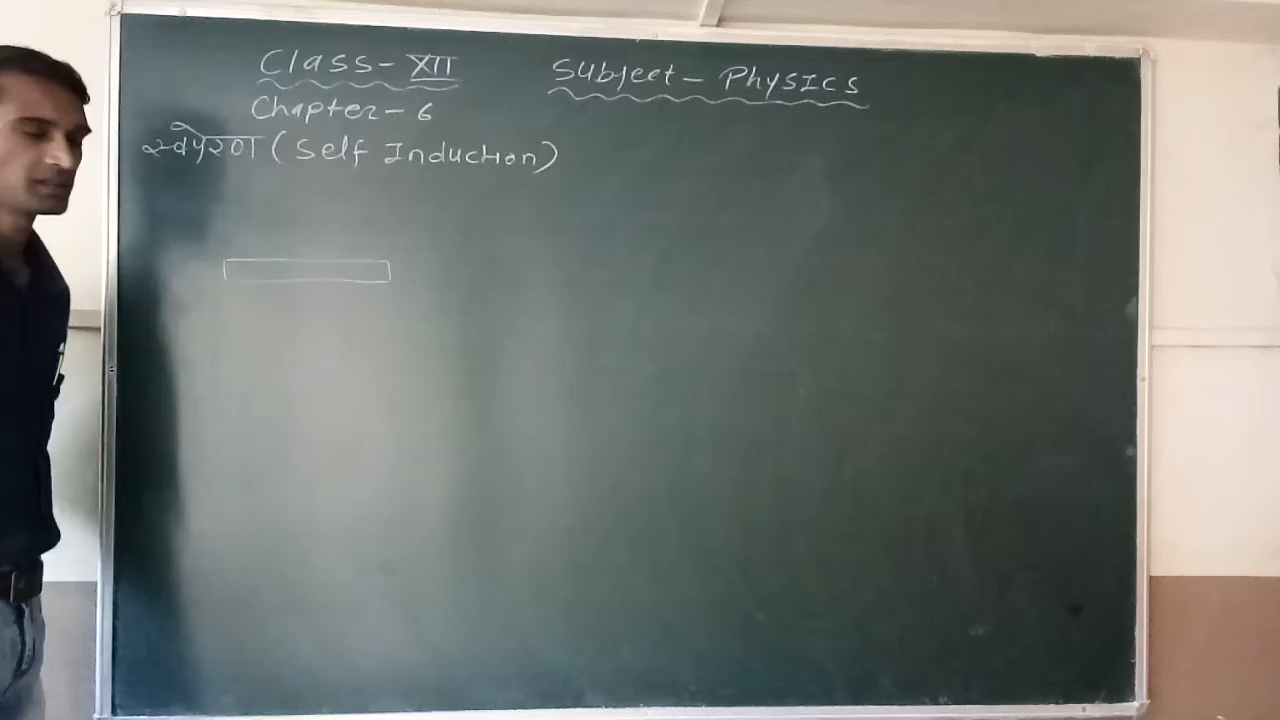 Class - XII Subject - Physics
Chapter - 6
स्वप्रेरण (Self Induction)